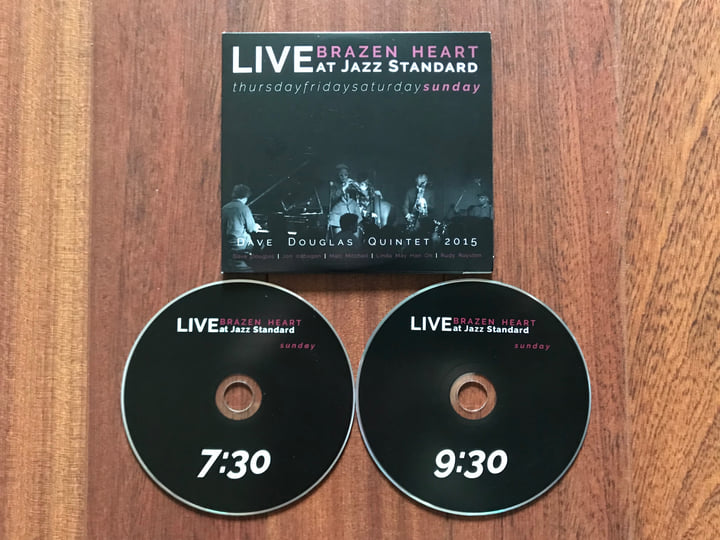 LIVE BRAZEN HEART
AT JAZZ STANDARD
thursdayfridaysaturdaysunday
DAVE DOUGLAS QUINTET 2015
Dave Douglas | Jon Irabagon | Matt Mitchell | Linda May Han Oh | Rudy Royston
LIVE BRAZEN HEART
at Jazz Standard
sunday
7:30
LIVE BRAZEN HEART
at Jazz Standard
sunday
9:30